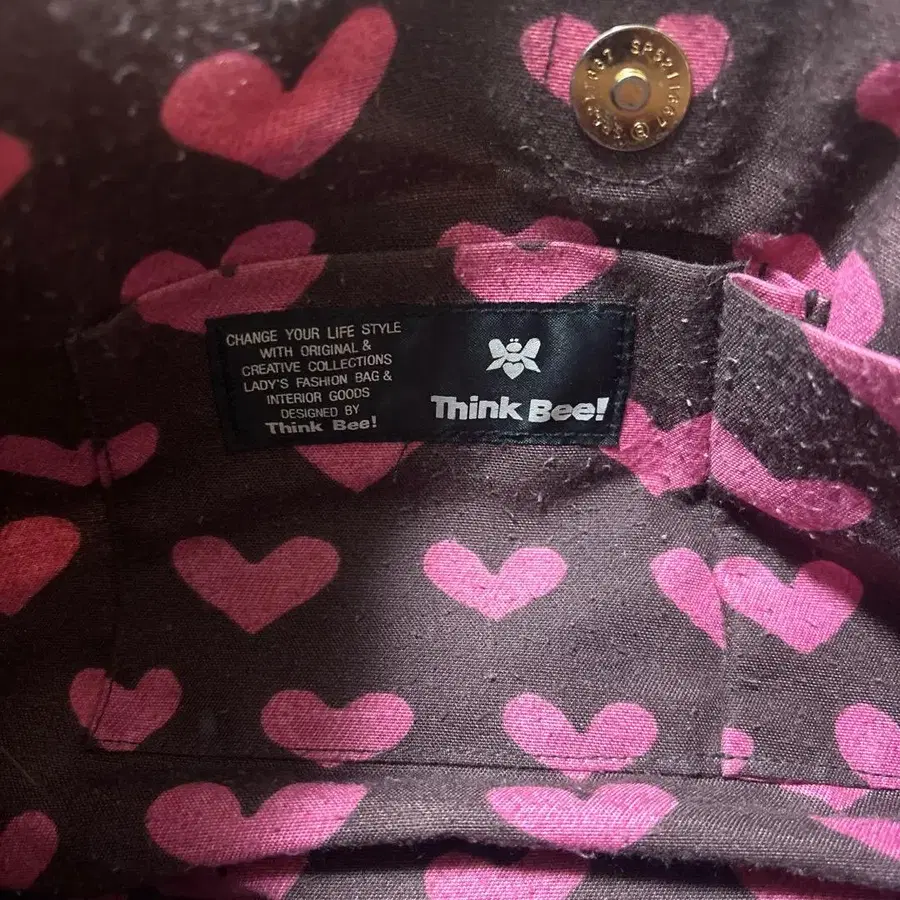 SP5211667
CHANGE YOUR LIFE STYLE
WITH ORIGINAL &
CREATIVE COLLECTIONS
LADY'S FASHION BAG &
INTERIOR GOODS
DESIGNED BY
Think Bee!
Think Bee!